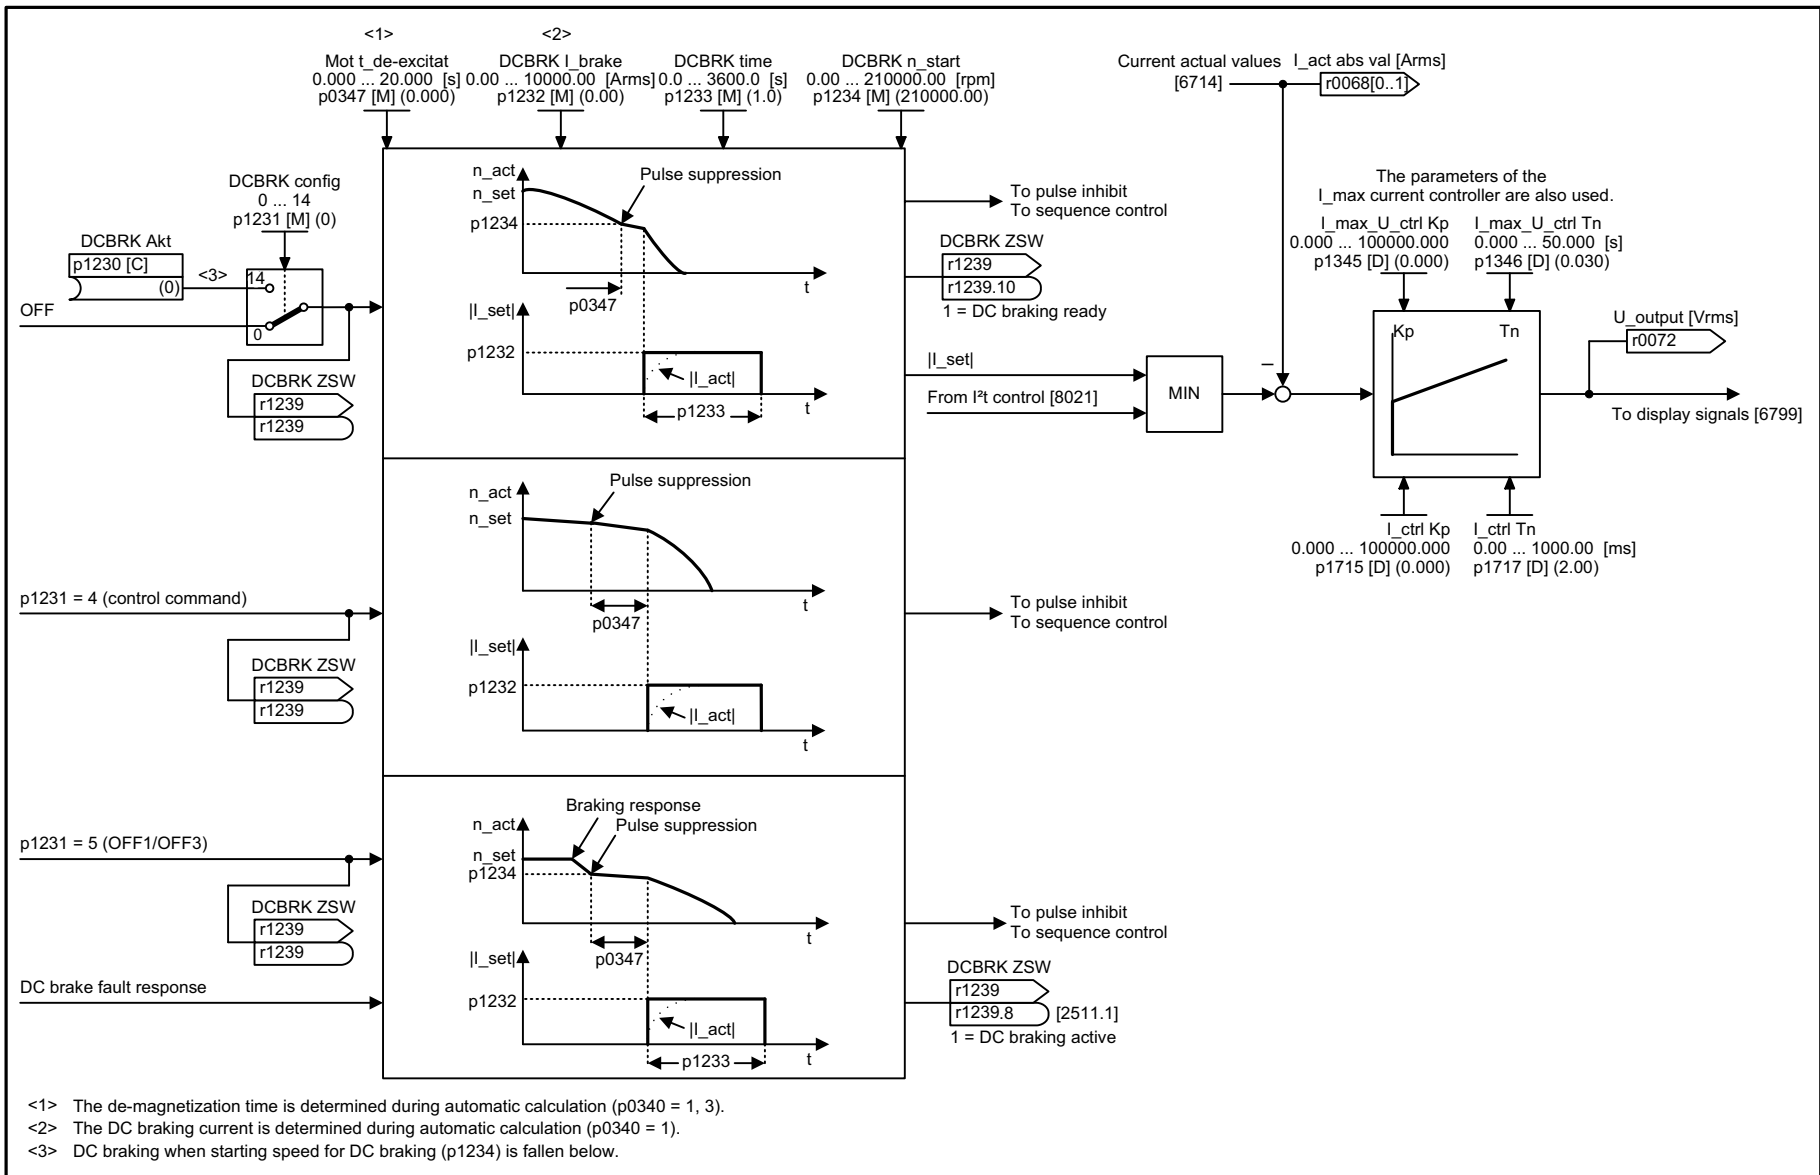 <1>
Mot t_de-excitat
0.000 ... 20.000 [s]
p0347 [M] (0.000)
<2>
DCBRK I_brake
0.00 ... 10000.00 [Arms]
p1232 [M] (0.00)
DCBRK time
0.0 ... 3600.0 [s]
p1233 [M] (1.0)
DCBRK n_start
0.00 ... 210000.00 [rpm]
p1234 [M] (210000.00)
Current actual values
[6714]
I_act abs val [Arms]
r0068[0..1]
DCBRK config
0 ... 14
p1231 [M] (0)
DCBRK Akt
p1230 [C]
(0)
<3>
14
0
OFF
DCBRK ZSW
r1239
r1239
n_act
n_set
p1234
Pulse suppression
t
p0347
|I_set|
p1232
|I_act|
t
p1233
To pulse inhibit
To sequence control
DCBRK ZSW
r1239
r1239.10
1 = DC braking ready
|I_set|
From I²t control [8021]
MIN
–
The parameters of the
I_max current controller are also used.
I_max_U_ctrl Kp
0.000 ... 100000.000
p1345 [D] (0.000)
I_max_U_ctrl Tn
0.000 ... 50.000 [s]
p1346 [D] (0.030)
Kp
Tn
U_output [Vrms]
r0072
To display signals [6799]
I_ctrl Kp
0.000 ... 100000.000
p1715 [D] (0.000)
I_ctrl Tn
0.00 ... 1000.00 [ms]
p1717 [D] (2.00)
p1231 = 4 (control command)
DCBRK ZSW
r1239
r1239
n_act
n_set
Pulse suppression
t
p0347
|I_set|
p1232
|I_act|
t
To pulse inhibit
To sequence control
p1231 = 5 (OFF1/OFF3)
DCBRK ZSW
r1239
r1239
DC brake fault response
Braking response
Pulse suppression
n_act
n_set
p1234
t
p0347
|I_set|
p1232
|I_act|
t
p1233
To pulse inhibit
To sequence control
DCBRK ZSW
r1239
r1239.8
[2511.1]
1 = DC braking active
<1> The de-magnetization time is determined during automatic calculation (p0340 = 1, 3).
<2> The DC braking current is determined during automatic calculation (p0340 = 1).
<3> DC braking when starting speed for DC braking (p1234) is fallen below.